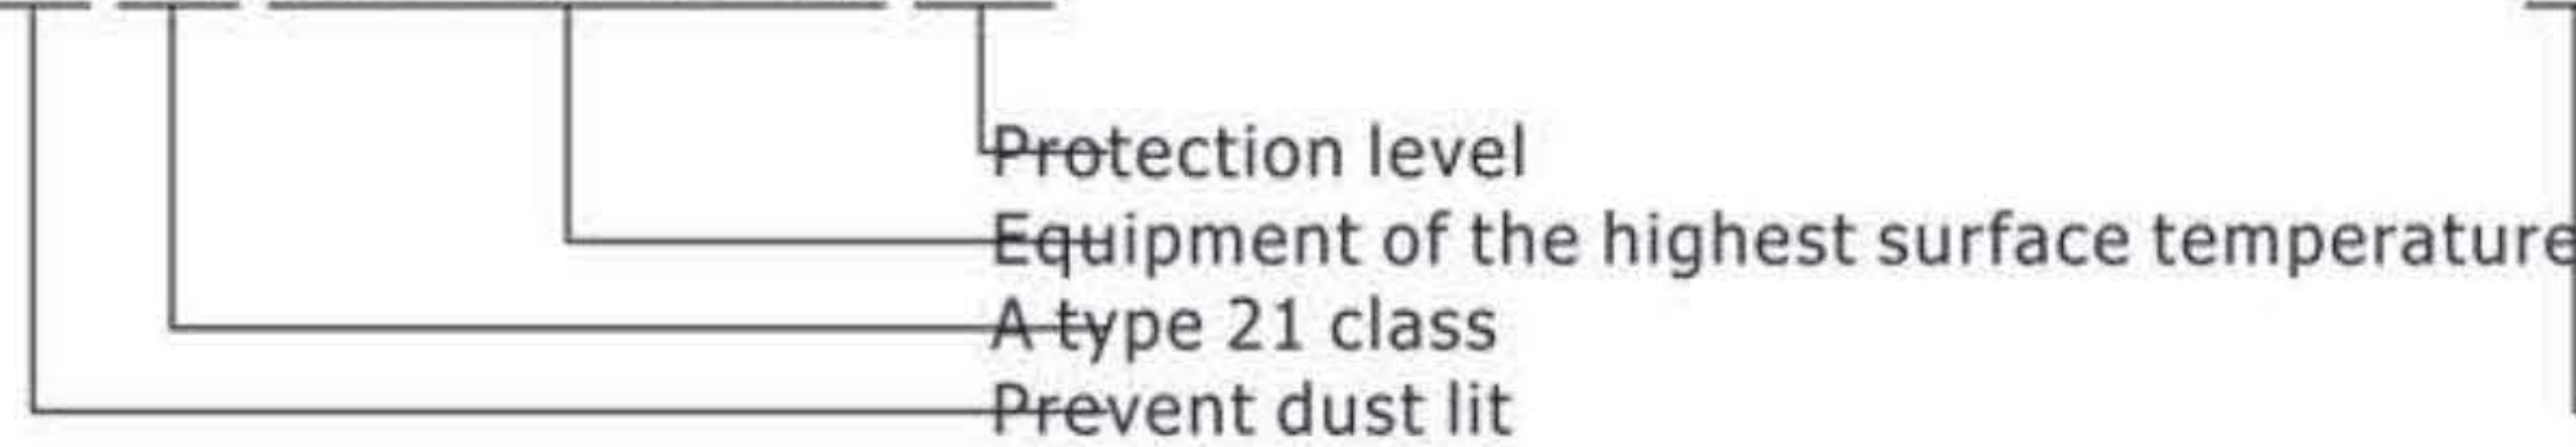 Protection level
Equipment of the highest surface temperature
A type 21 class
Prevent dust lit